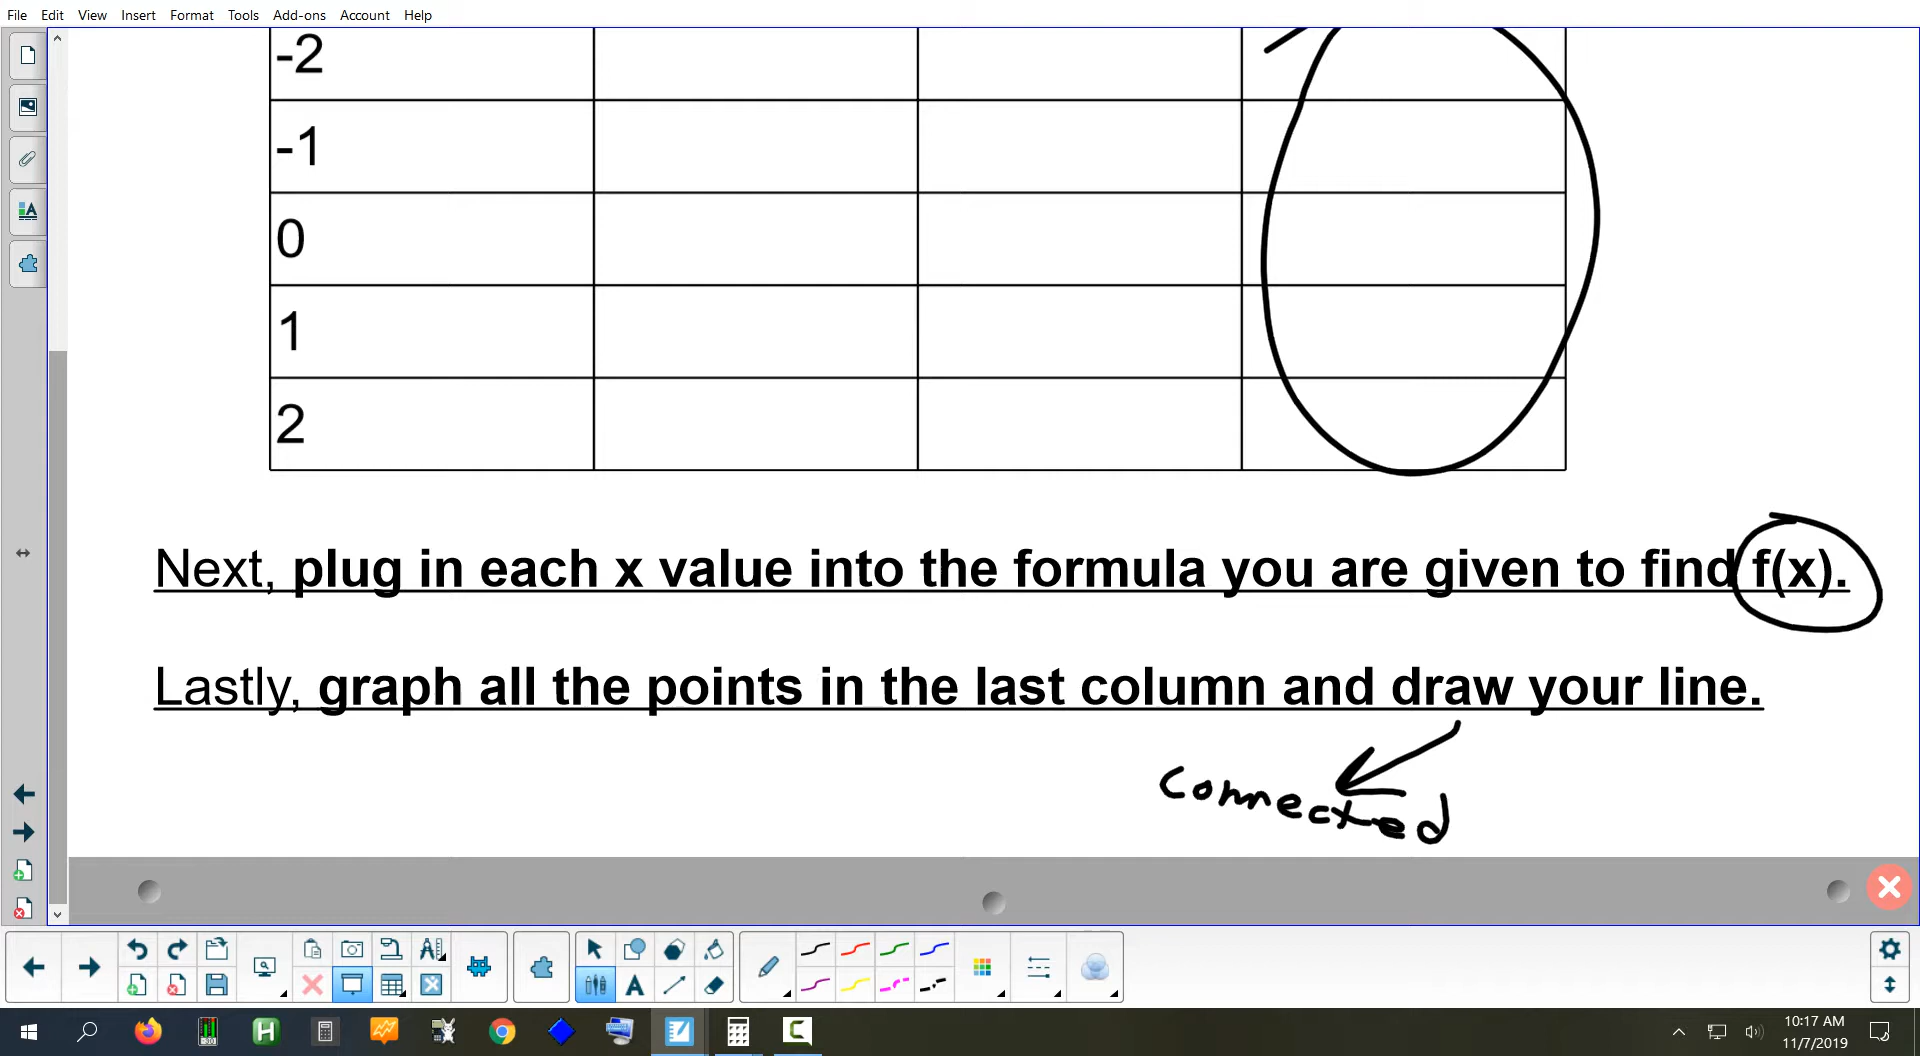 File Edit View Insert Format Tools Add-ons Account Help
-2
-1
0
1
2
Next, plug in each x value into the formula you are given to find f(x).
Lastly, graph all the points in the last column and draw your line.
connected
10:17 AM
11/7/2019